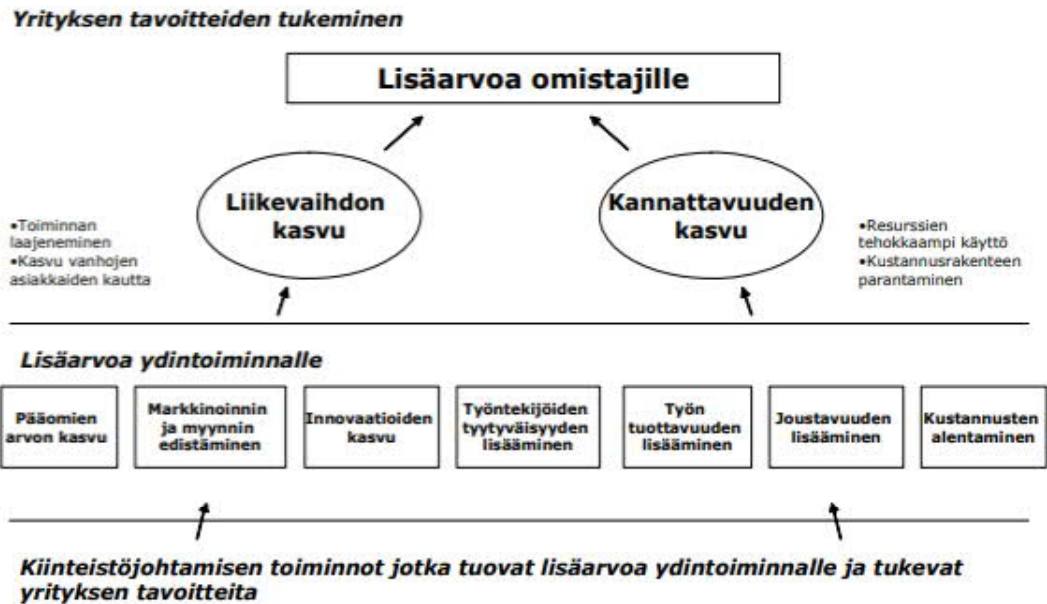 Yrityksen tavoitteiden tukeminen
Lisäarvoa omistajille
Liikevaihdon
kasvu
Kannattavuuden
kasvu
•Toiminnan
laajeneminen
•Kasvu vanhojen
asiakkaiden kautta
•Resurssien
tehokkaampi käyttö
•Kustannusrakenteen
parantaminen
Lisäarvoa ydintoiminnalle
Pääomien
arvon kasvu
Markkinoinnin
ja myynnin
edistäminen
Innovaatioiden
kasvu
Työntekijöiden
tyytyväisyyden
lisääminen
Työn
tuottavuuden
lisääminen
Joustavuuden
lisääminen
Kustannusten
alentaminen
Kiinteistöjohtamisen toiminnot jotka tuovat lisäarvoa ydintoiminnalle ja tukevat
yrityksen tavoitteita